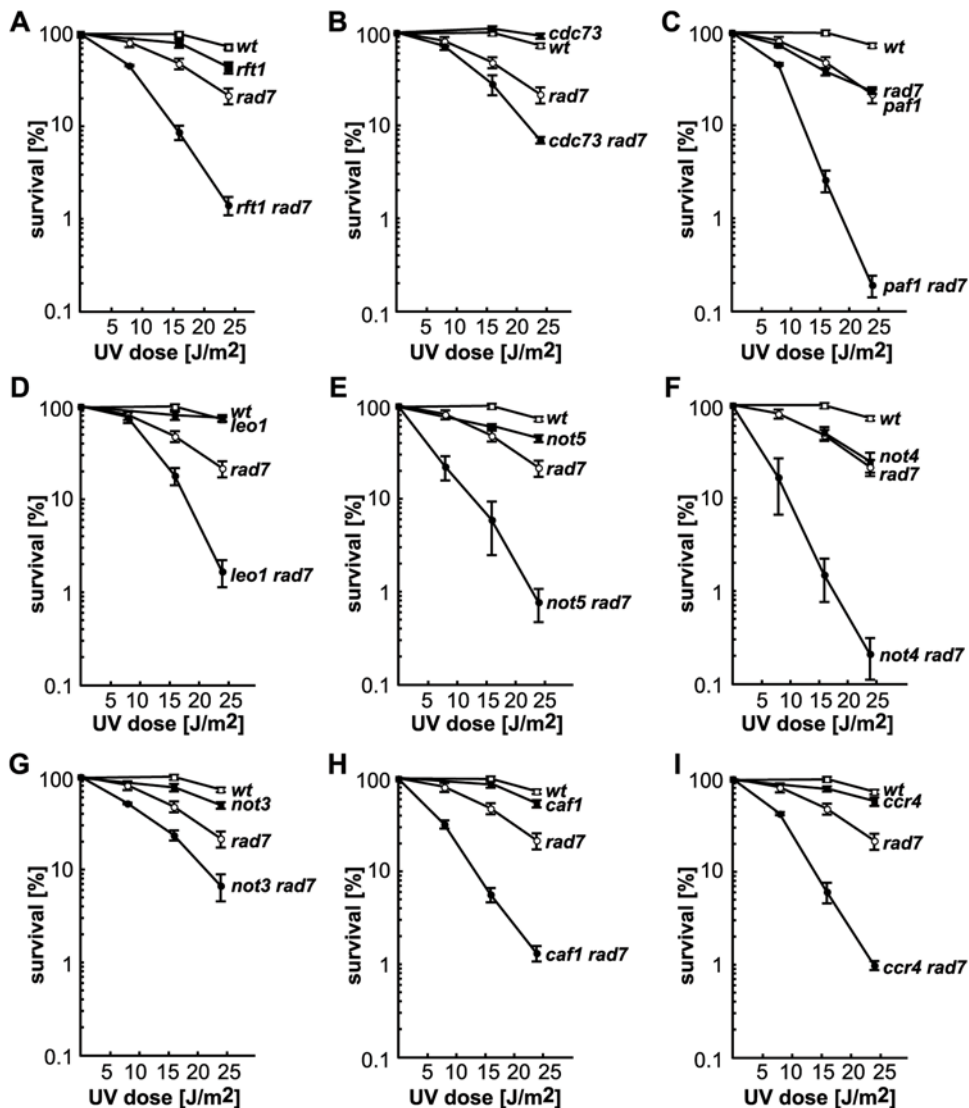 A
100
10
1
0.1
survival [%]
wt
rft1
rad7
rft1 rad7
5 10 15 20 25
UV dose [J/m2]
B
100
10
1
0.1
survival [%]
cdc73
wt
rad7
cdc73 rad7
5 10 15 20 25
UV dose [J/m2]
C
100
10
1
0.1
survival [%]
wt
rad7
paf1
paf1 rad7
5 10 15 20 25
UV dose [J/m2]
D
100
10
1
0.1
survival [%]
wt
leo1
rad7
leo1 rad7
5 10 15 20 25
UV dose [J/m2]
E
100
10
1
0.1
survival [%]
wt
not5
rad7
not5 rad7
5 10 15 20 25
UV dose [J/m2]
F
100
10
1
0.1
survival [%]
wt
not4
rad7
not4 rad7
5 10 15 20 25
UV dose [J/m2]
G
100
10
1
0.1
survival [%]
wt
not3
rad7
not3 rad7
5 10 15 20 25
UV dose [J/m2]
H
100
10
1
0.1
survival [%]
wt
caf1
rad7
caf1 rad7
5 10 15 20 25
UV dose [J/m2]
I
100
10
1
0.1
survival [%]
wt
ccr4
rad7
ccr4 rad7
5 10 15 20 25
UV dose [J/m2]